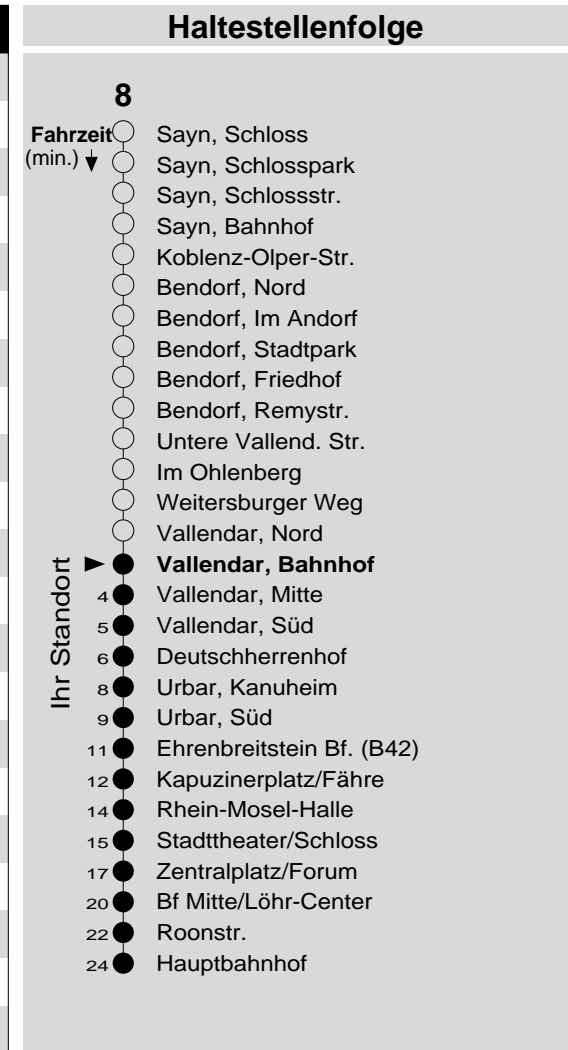 Haltestellenfolge
8
Fahrzeit Sayn, Schloss
(min.) Sayn, Schlosspark
Sayn, Schlossstr.
Sayn, Bahnhof
Koblenz-Olper-Str.
Bendorf, Nord
Bendorf, Im Andorf
Bendorf, Stadtpark
Bendorf, Friedhof
Bendorf, Remystr.
Untere Vallend. Str.
Im Ohlenberg
Weitersburger Weg
Vallendar, Nord
Ihr Standort
Vallendar, Bahnhof
4 Vallendar, Mitte
5 Vallendar, Süd
6 Deutschherrenhof
8 Urbar, Kanuheim
9 Urbar, Süd
11 Ehrenbreitstein Bf. (B42)
12 Kapuzinerplatz/Fähre
14 Rhein-Mosel-Halle
15 Stadttheater/Schloss
17 Zentralplatz/Forum
20 Bf Mitte/Löhr-Center
22 Roonstr.
24 Hauptbahnhof